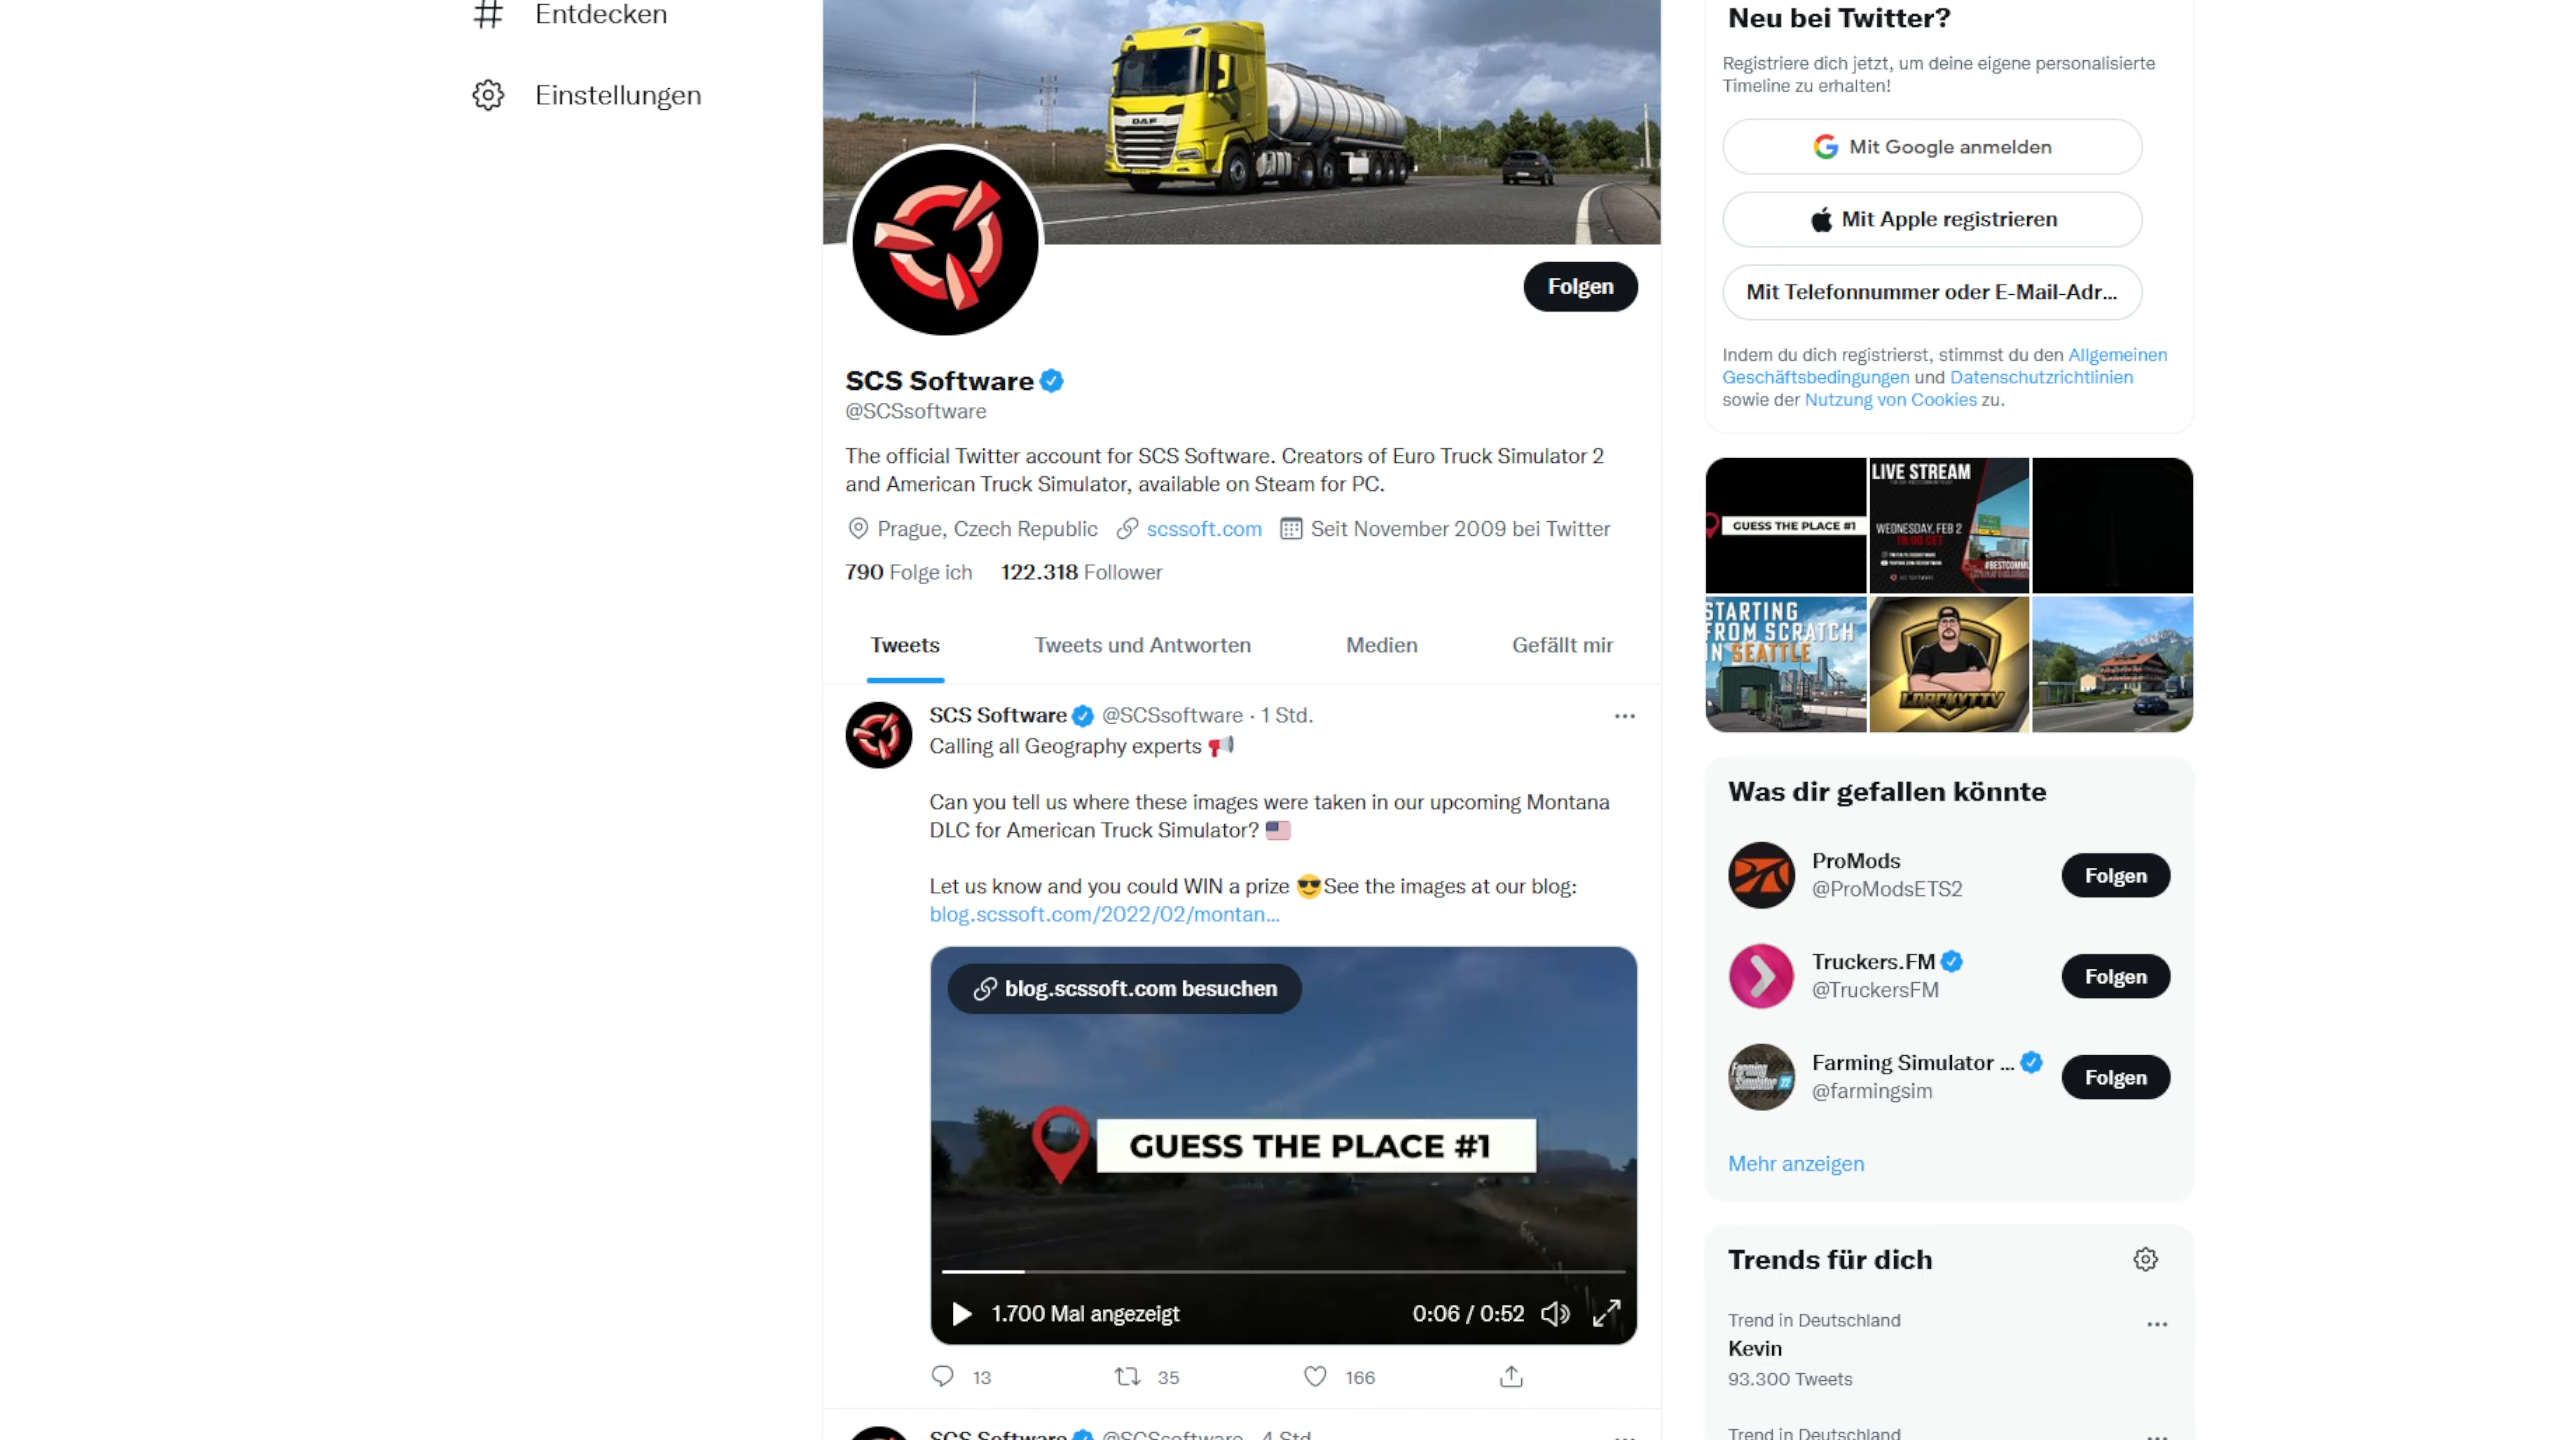 Entdecken
Einstellungen
DAF
Folgen
SCS Software
@SCSsoftware
The official Twitter account for SCS Software. Creators of Euro Truck Simulator 2
and American Truck Simulator, available on Steam for PC.
Prague, Czech Republic scssoft.com Seit November 2009 bei Twitter
790 Folge ich 122.318 Follower
Tweets Tweets und Antworten Medien Gefällt mir
SCS Software @SCSsoftware · 1 Std.
Calling all Geography experts
Can you tell us where these images were taken in our upcoming Montana
DLC for American Truck Simulator?
Let us know and you could WIN a prize See the images at our blog:
blog.scssoft.com/2022/02/montan...
blog.scssoft.com besuchen
GUESS THE PLACE #1
1.700 Mal angezeigt 0:06 / 0:52
13 35 166
SCS Software @SCSsoftware · 4 Std.
Neu bei Twitter?
Registriere dich jetzt, um deine eigene personalisierte
Timeline zu erhalten!
Mit Google anmelden
Mit Apple registrieren
Mit Telefonnummer oder E-Mail-Adr...
Indem du dich registrierst, stimmst du den Allgemeinen
Geschäftsbedingungen und Datenschutzrichtlinien
sowie der Nutzung von Cookies zu.
GUESS THE PLACE #1
LIVE STREAM
WEDNESDAY, FEB 2
#BESTCOMMU
STARTING
FROM SCRATCH
IN SEATTLE
Was dir gefallen könnte
ProMods
@ProModsETS2
Folgen
Truckers.FM
@TruckersFM
Folgen
Farming Simulator ...
@farmingsim
Folgen
Farming
Simulator 22
Mehr anzeigen
Trends für dich
Trend in Deutschland
Kevin
93.300 Tweets
Trend in Deutschland